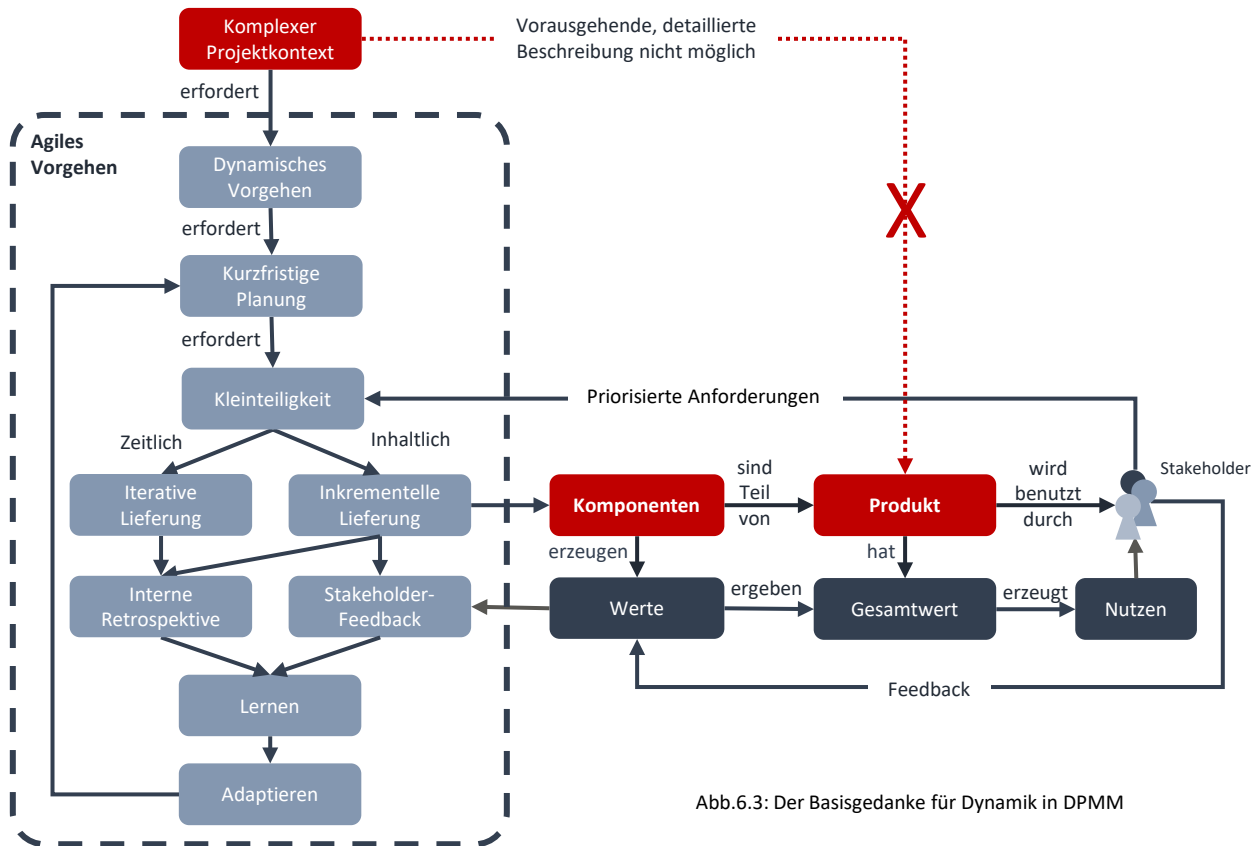 Komplexer
Projektkontext
Vorausgehende, detaillierte
Beschreibung nicht möglich
erfordert
Agiles
Vorgehen
Dynamisches
Vorgehen
X
erfordert
Kurzfristige
Planung
erfordert
Kleinteiligkeit
Priorisierte Anforderungen
Zeitlich
Inhaltlich
Iterative
Lieferung
Inkrementelle
Lieferung
Komponenten
sind
Teil
von
Produkt
wird
benutzt
durch
Stakeholder
erzeugen
hat
Interne
Retrospektive
Stakeholder-
Feedback
Werte
ergeben
Gesamtwert
erzeugt
Nutzen
Feedback
Lernen
Adaptieren
Abb.6.3: Der Basisgedanke für Dynamik in DPMM